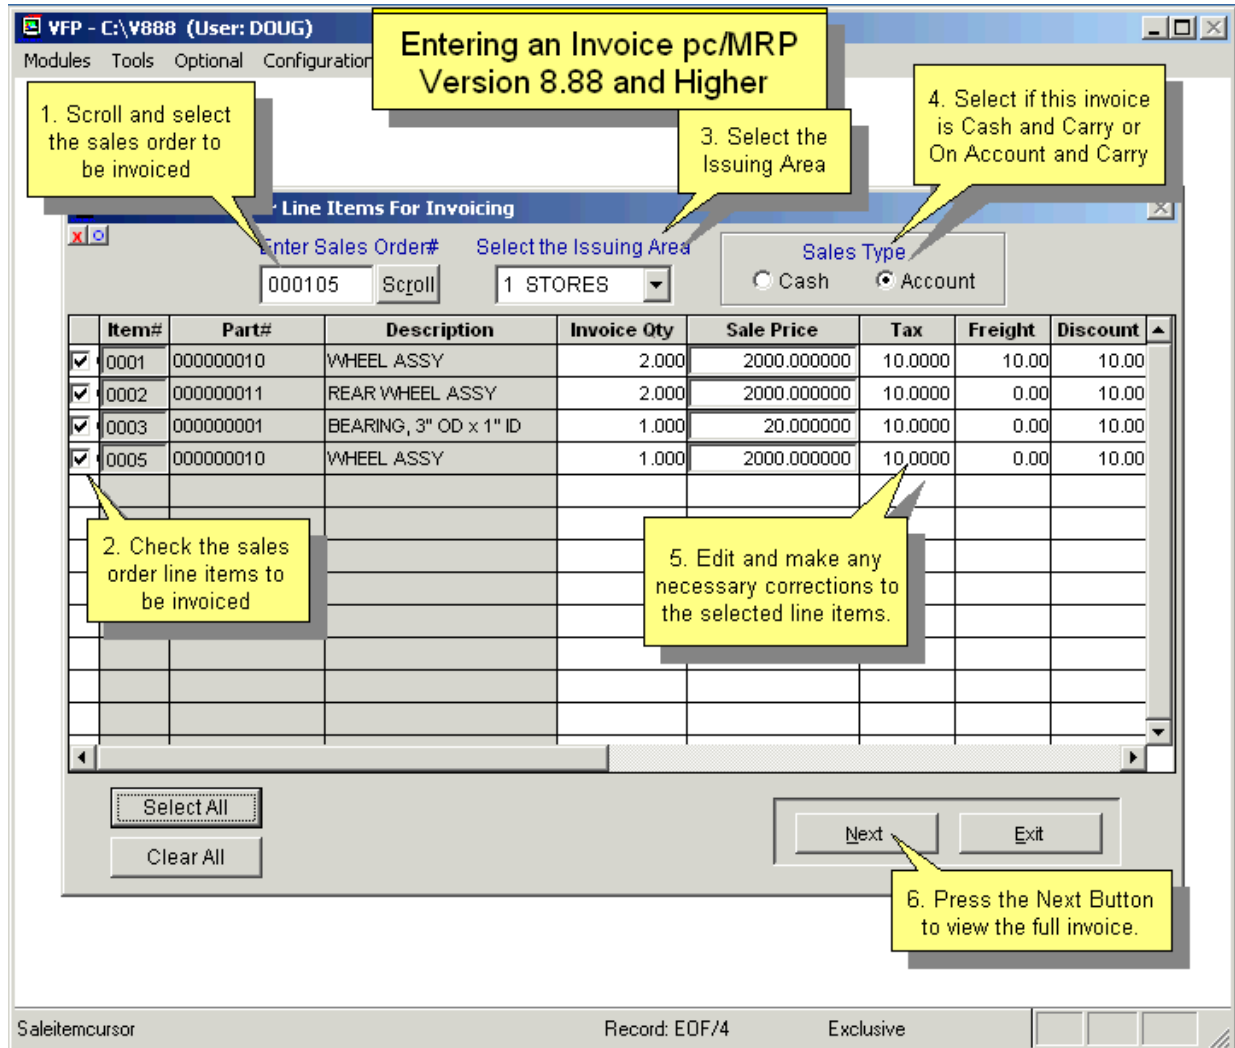 VFP - C:\V888 (User: DOUG)
Entering an Invoice pc/MRP
Version 8.88 and Higher
Modules Tools Optional Configuration
1. Scroll and select
the sales order to
be invoiced
3. Select the
Issuing Area
4. Select if this invoice
is Cash and Carry or
On Account and Carry
Line Items For Invoicing
Enter Sales Order# Select the Issuing Area Sales Type
000105 Scroll 1 STORES Cash Account
Item# Part# Description Invoice Qty Sale Price Tax Freight Discount
0001 000000010 WHEEL ASSY 2.000 2000.000000 10.0000 10.00 10.00
0002 000000011 REAR WHEEL ASSY 2.000 2000.000000 10.0000 0.00 10.00
0003 000000001 BEARING, 3" OD x 1" ID 1.000 20.000000 10.0000 0.00 10.00
0005 000000010 WHEEL ASSY 1.000 2000.000000 10.0000 0.00 10.00
2. Check the sales
order line items to
be invoiced
5. Edit and make any
necessary corrections to
the selected line items.
Select All
Clear All
Next Exit
6. Press the Next Button
to view the full invoice.
Saleitemcursor Record: EOF/4 Exclusive